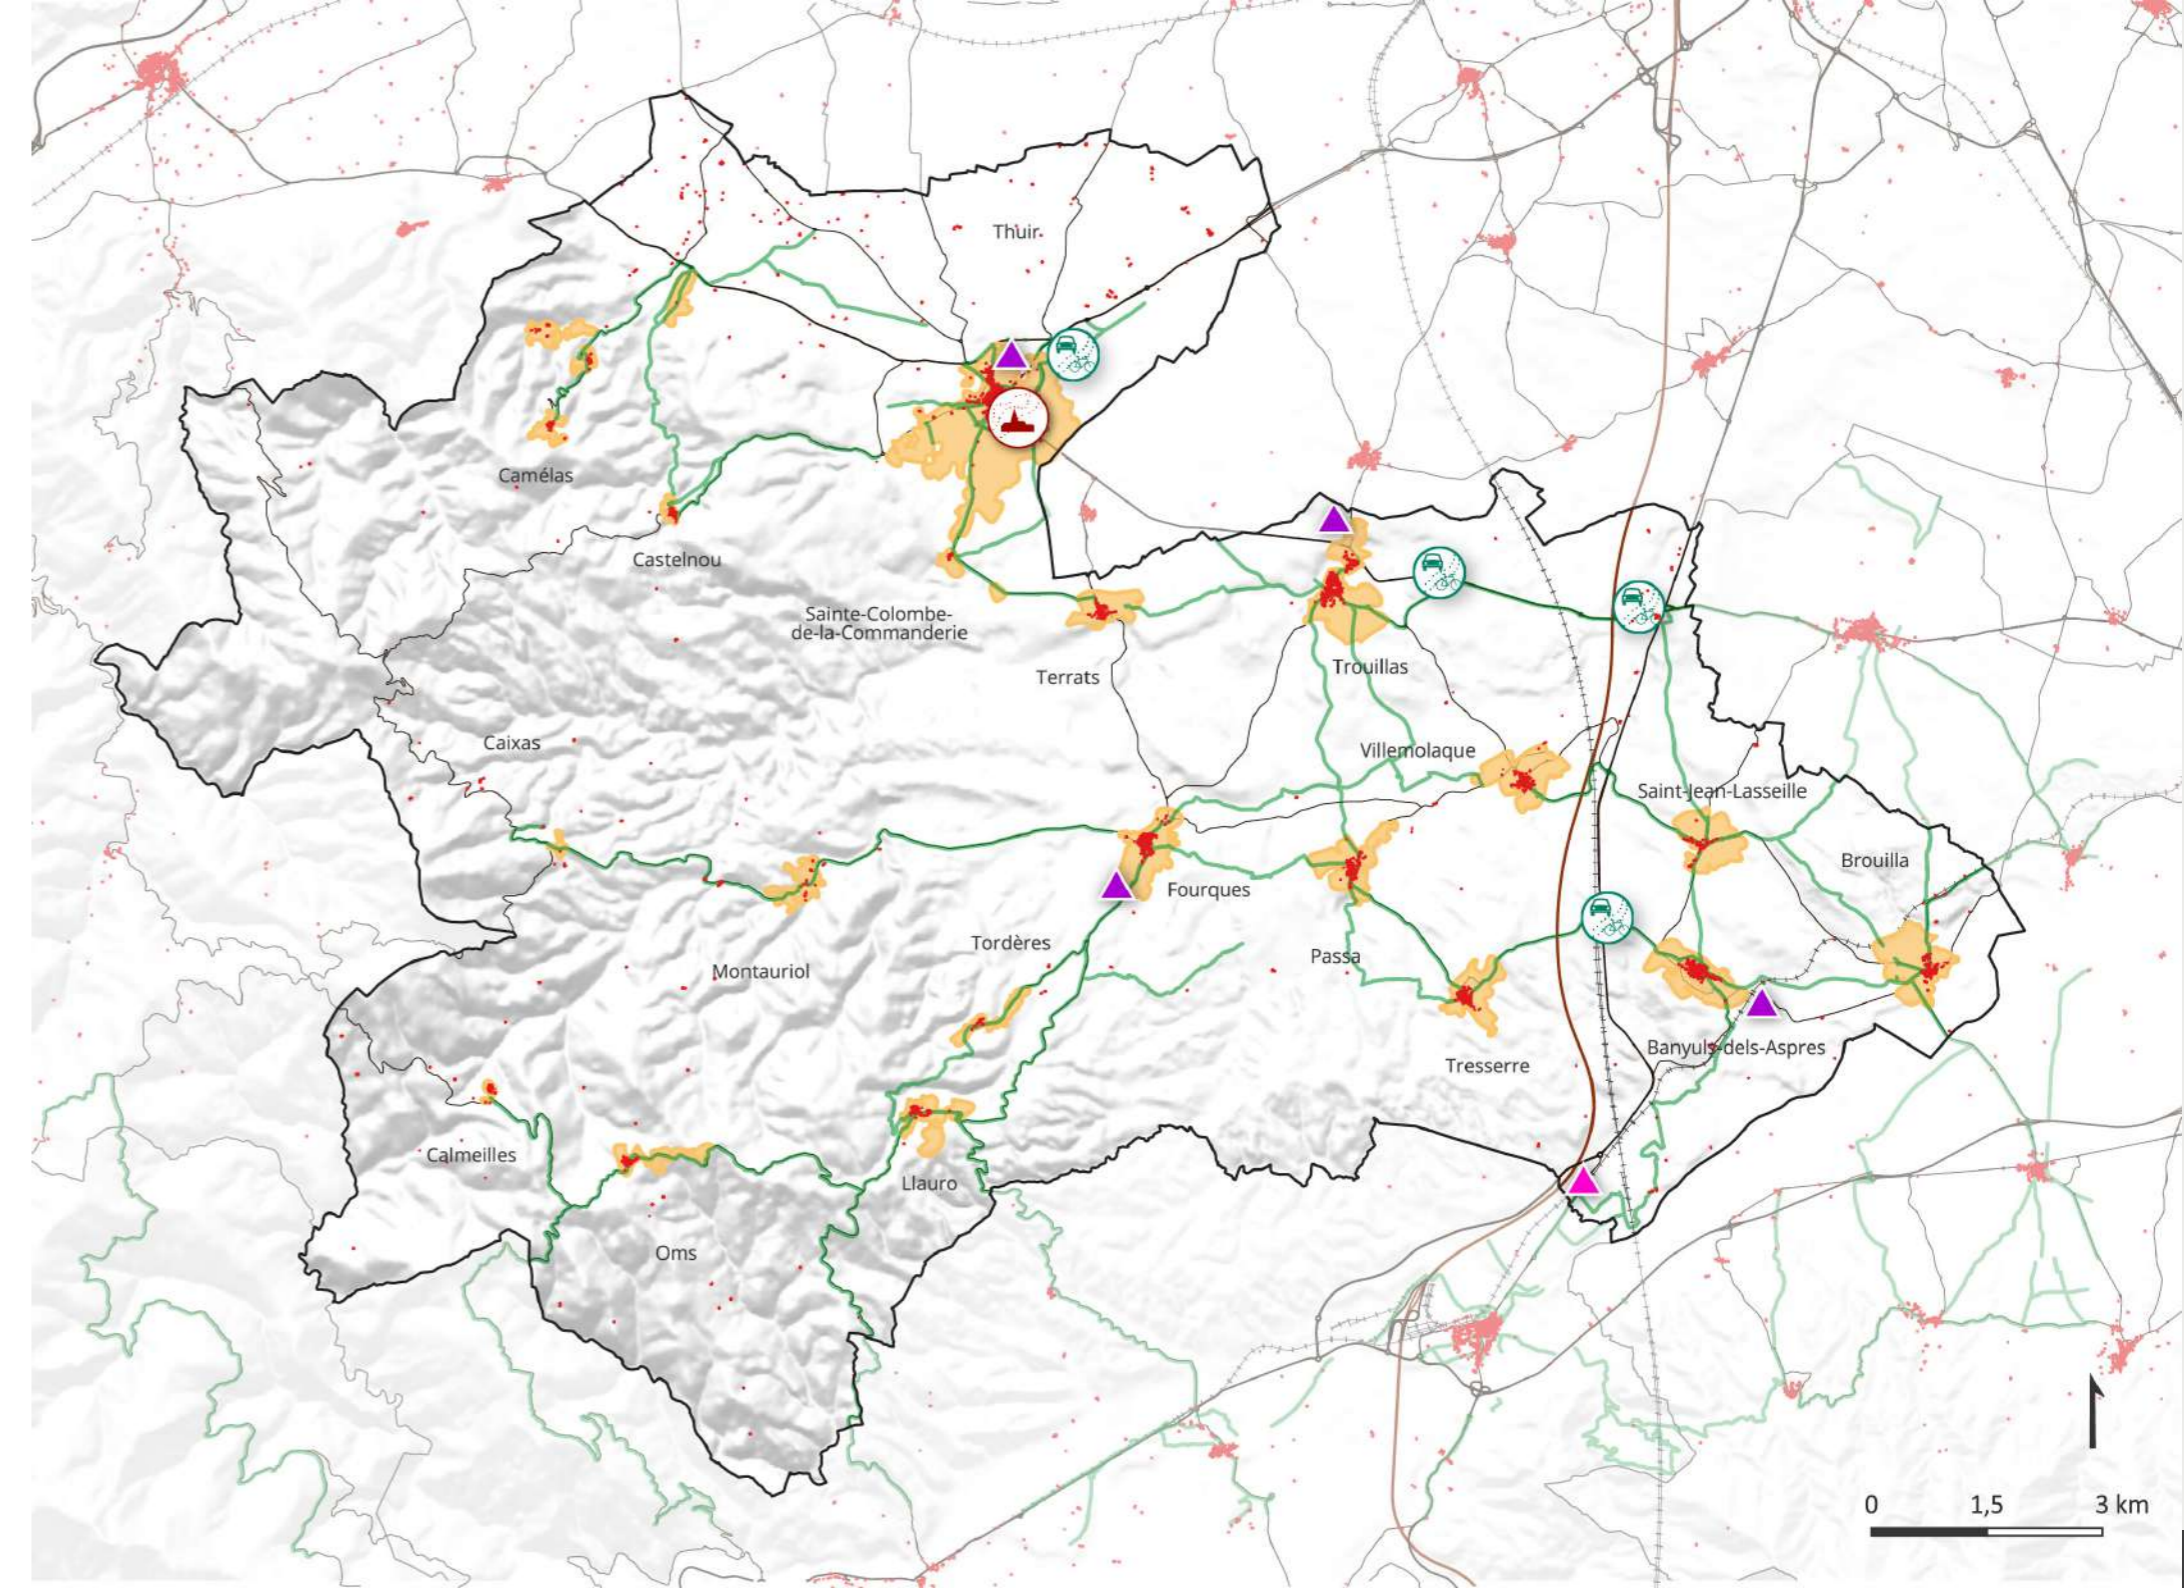 Thuir
Camélas
Castelnou
Sainte-Colombe-
de-la-Commanderie
Terrats
Trouillas
Caixas
Villemolaque
Saint-Jean-Lasseille
Brouilla
Fourques
Tordères
Passa
Montauriol
Banyuls-dels-Aspres
Tresserre
Calmeilles
Llauro
Oms
0 1,5 3 km